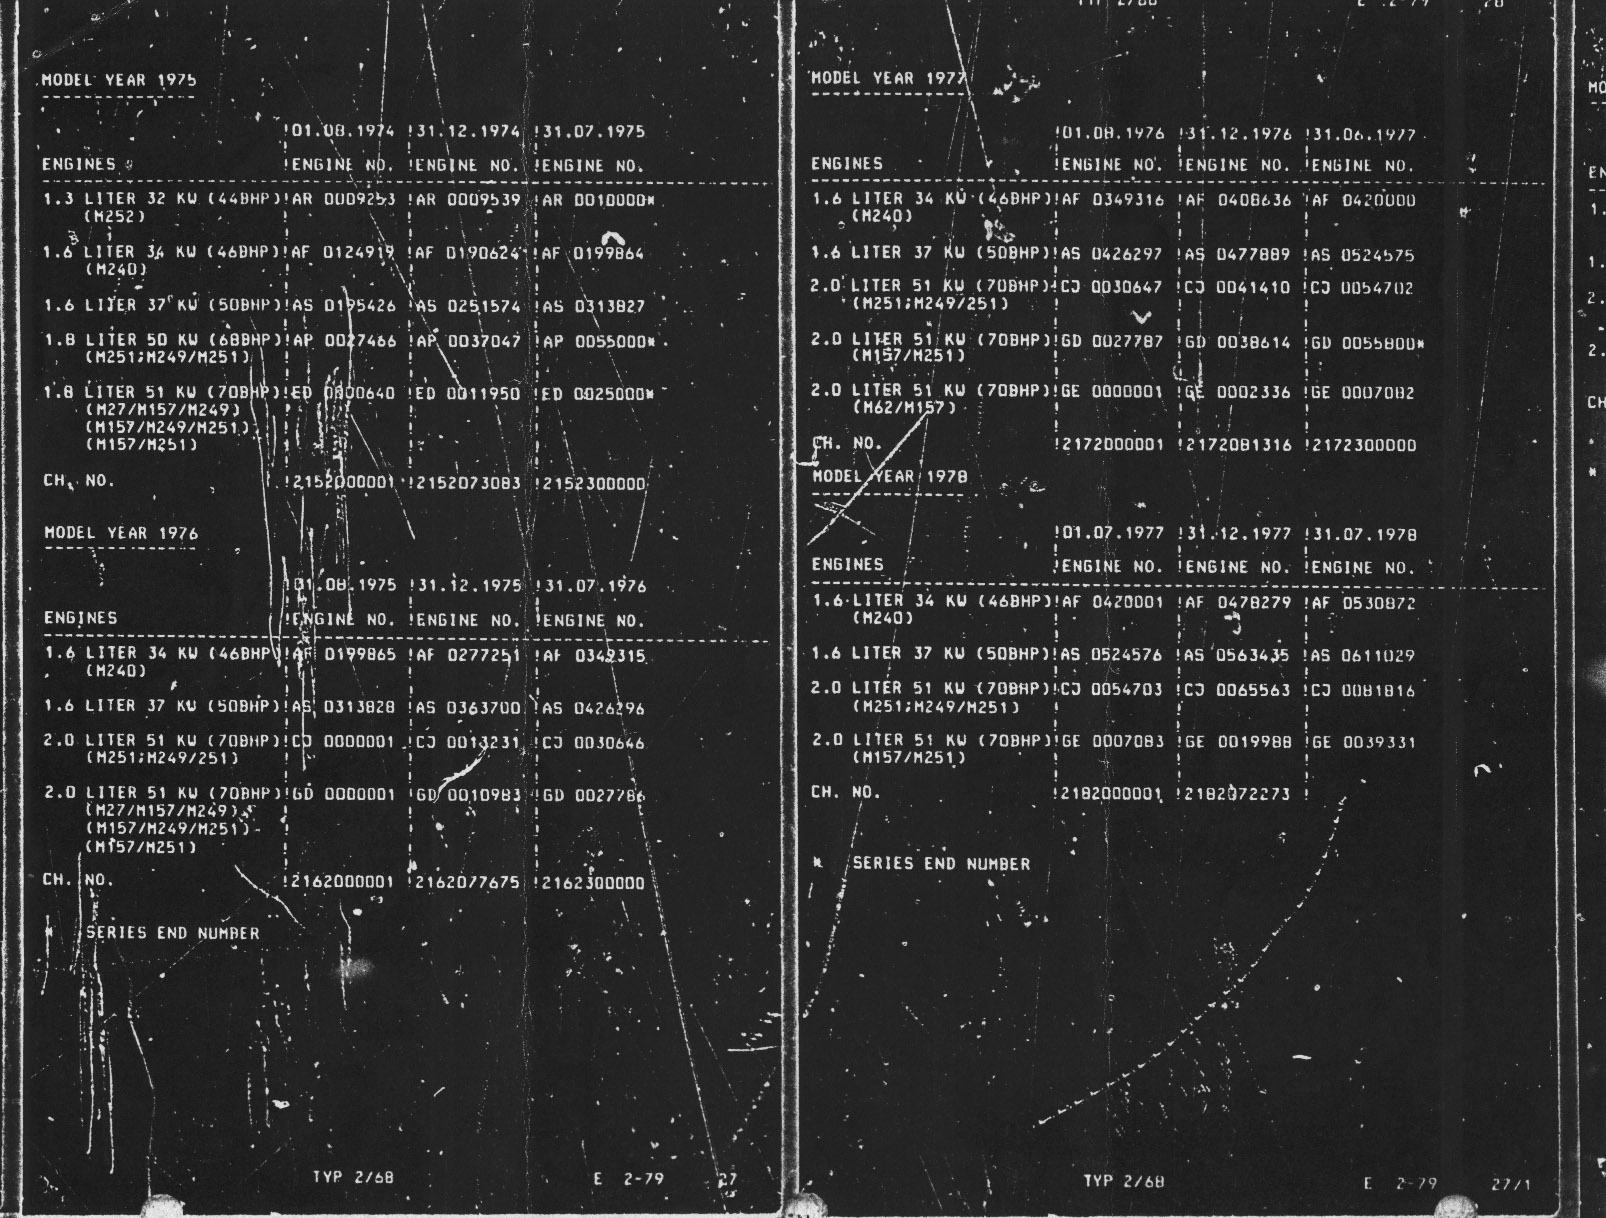 MODEL YEAR 1975
!01.08.1974 !31.12.1974 !31.07.1975
ENGINES !ENGINE NO. !ENGINE NO. !ENGINE NO.
1.3 LITER 32 KW (44BHP)!AR 0009253 !AR 0009539 !AR 0010000*
(M252)
1.6 LITER 34 KW (46BHP)!AF 0124919 !AF 0190624 !AF 0199864
(M240)
1.6 LITER 37 KW (50BHP)!AS 0195426 !AS 0251574 !AS 0313827
1.8 LITER 50 KW (68BHP)!AP 0027466 !AP 0037047 !AP 0055000*
(M251;M249/M251)
1.8 LITER 51 KW (70BHP)!ED 0000640 !ED 0011950 !ED 0025000*
(M27/M157/M249)
(M157/M249/M251)
(M157/M251)
CH. NO. !2152000001 !2152073083 !2152300000
MODEL YEAR 1976
!01.08.1975 !31.12.1975 !31.07.1976
ENGINES !ENGINE NO. !ENGINE NO. !ENGINE NO.
1.6 LITER 34 KW (46BHP)!AF 0199865 !AF 0277251 !AF 0349315
(M240)
1.6 LITER 37 KW (50BHP)!AS 0313828 !AS 0363700 !AS 0426296
2.0 LITER 51 KW (70BHP)!CJ 0000001 !CJ 0013231 !CJ 0030646
(M251;M249/251)
2.0 LITER 51 KW (70BHP)!GD 0000001 !GD 0010983 !GD 0027786
(M27/M157/M249)
(M157/M249/M251)
(M157/M251)
CH. NO. !2162000001 !2162077675 !2162300000
* SERIES END NUMBER
TYP 2/68 E 2-79 27
TYP 2/68 E 2-79 28
MODEL YEAR 1977
!01.08.1976 !31.12.1976 !31.06.1977
ENGINES !ENGINE NO. !ENGINE NO. !ENGINE NO.
1.6 LITER 34 KW (46BHP)!AF 0349316 !AF 0408636 !AF 0420000
(M240)
1.6 LITER 37 KW (50BHP)!AS 0426297 !AS 0477889 !AS 0524575
2.0 LITER 51 KW (70BHP)!CJ 0030647 !CJ 0041410 !CJ 0054702
(M251;M249/251)
2.0 LITER 51 KW (70BHP)!GD 0027787 !GD 0038614 !GD 0055800*
(M157/M251)
2.0 LITER 51 KW (70BHP)!GE 0000001 !GE 0002336 !GE 0007082
(M62/M157)
CH. NO. !2172000001 !2172081316 !2172300000
MODEL YEAR 1978
!01.07.1977 !31.12.1977 !31.07.1978
ENGINES !ENGINE NO. !ENGINE NO. !ENGINE NO.
1.6 LITER 34 KW (46BHP)!AF 0420001 !AF 0478279 !AF 0530872
(M240)
1.6 LITER 37 KW (50BHP)!AS 0524576 !AS 0563435 !AS 0611029
2.0 LITER 51 KW (70BHP)!CJ 0054703 !CJ 0065563 !CJ 0081816
(M251;M249/M251)
2.0 LITER 51 KW (70BHP)!GE 0007083 !GE 0019988 !GE 0039331
(M157/M251)
CH. NO. !2182000001 !2182072273 !
* SERIES END NUMBER
TYP 2/68 E 2-79 27/1